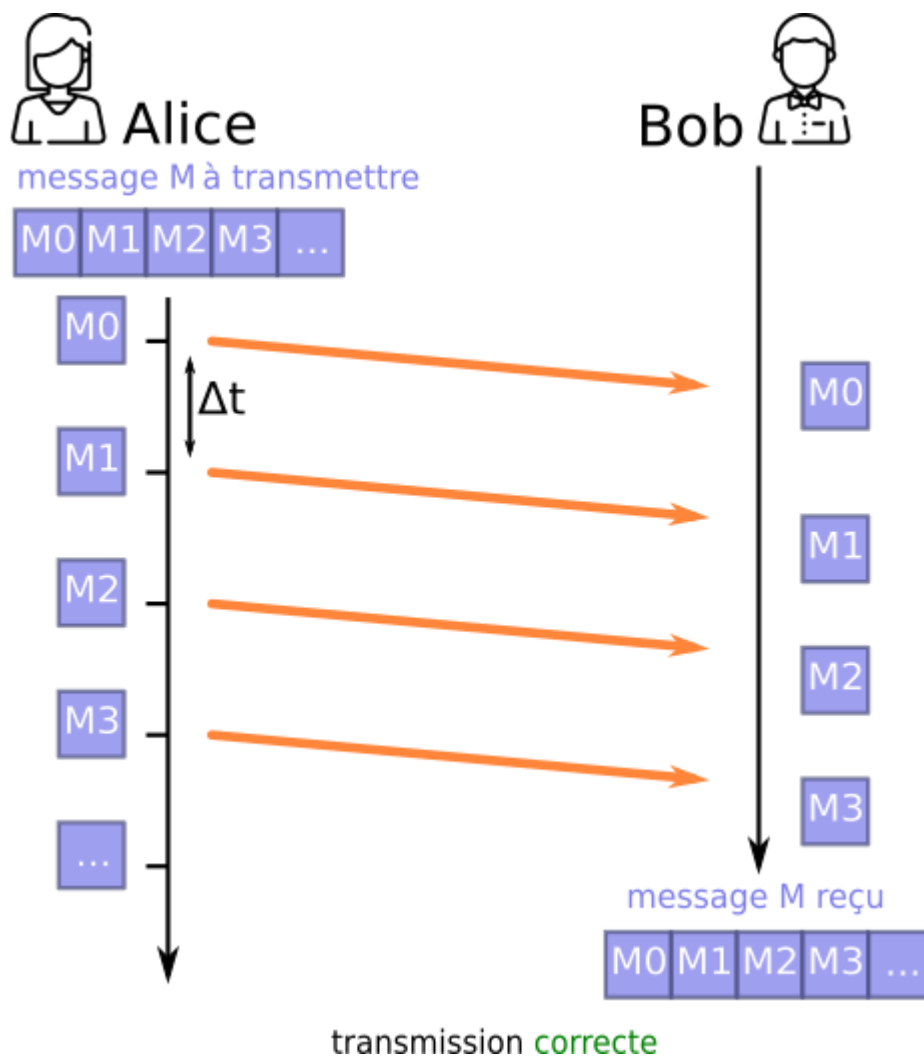 Alice
Bob
message M à transmettre
M0 M1 M2 M3 ...
M0
Δt
M0
M1
M1
M2
M2
M3
M3
...
message M reçu
M0 M1 M2 M3 ...
transmission correcte